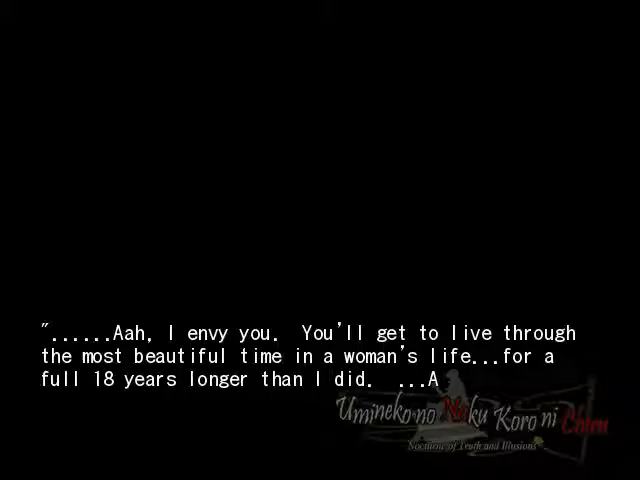 "......Aah, I envy you.  You'll get to live through
the most beautiful time in a woman's life...for a
full 18 years longer than I did.  ...A
Umineko no Naku Koro ni Chiru
Nocturne of Truth and Illusions